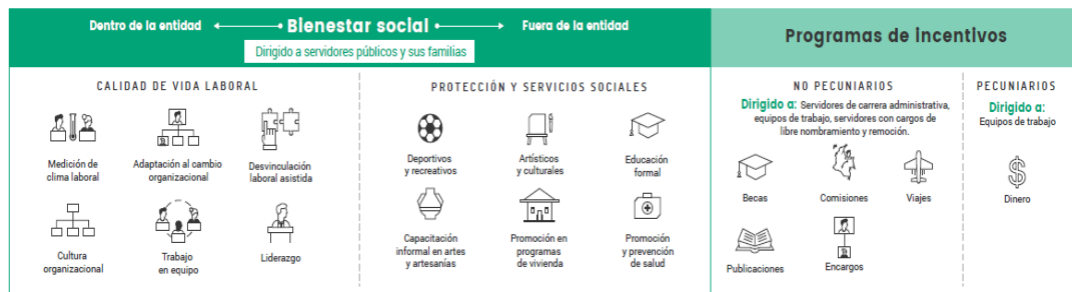 Dentro de la entidad
Bienestar social
Fuera de la entidad
Dirigido a servidores públicos y sus familias
Programas de incentivos
CALIDAD DE VIDA LABORAL
Medición de
clima laboral
Adaptación al cambio
organizacional
Desvinculación
laboral asistida
Cultura
organizacional
Trabajo
en equipo
Liderazgo
PROTECCIÓN Y SERVICIOS SOCIALES
Deportivos
y recreativos
Artísticos
y culturales
Educación
formal
Capacitación
informal en artes
y artesanías
Promoción en
programas
de vivienda
Promoción
y prevención
de salud
NO PECUNIARIOS
Dirigido a: Servidores de carrera administrativa,
equipos de trabajo, servidores con cargos de
libre nombramiento y remoción.
Becas
Comisiones
Viajes
Publicaciones
Encargos
PECUNIARIOS
Dirigido a:
Equipos de trabajo
$
Dinero